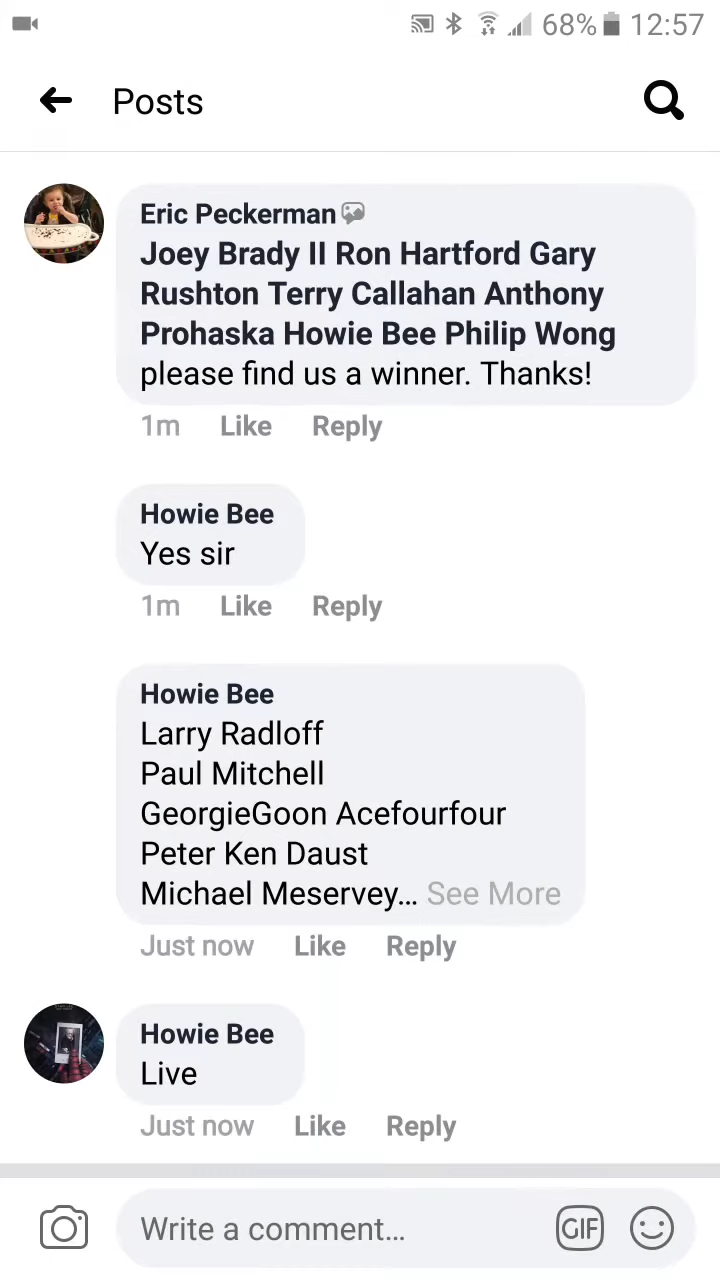 68% 12:57
Posts
Eric Peckerman
Joey Brady II Ron Hartford Gary
Rushton Terry Callahan Anthony
Prohaska Howie Bee Philip Wong
please find us a winner. Thanks!
1m Like Reply
Howie Bee
Yes sir
1m Like Reply
Howie Bee
Larry Radloff
Paul Mitchell
GeorgieGoon Acefourfour
Peter Ken Daust
Michael Meservey... See More
Just now Like Reply
Howie Bee
Live
Just now Like Reply
Write a comment...
GIF